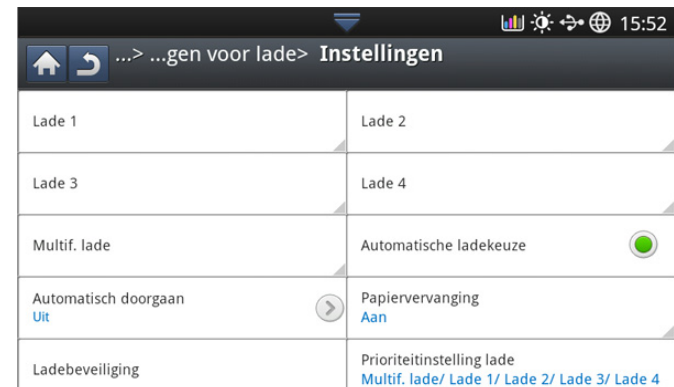 15:52
...> ...gen voor lade> Instellingen
Lade 1
Lade 2
Lade 3
Lade 4
Multif. lade
Automatische ladekeuze
Automatisch doorgaan
Uit
Papiervervanging
Aan
Ladebeveiliging
Prioriteitinstelling lade
Multif. lade/ Lade 1/ Lade 2/ Lade 3/ Lade 4